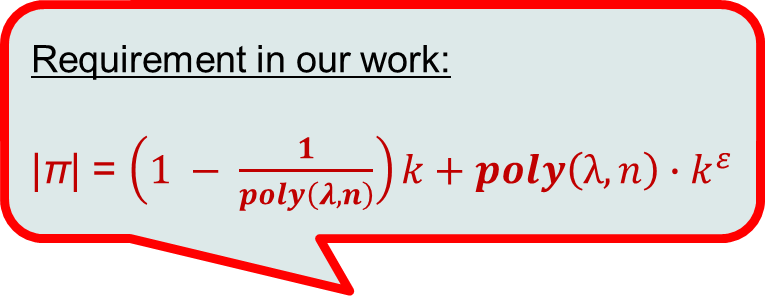 Requirement in our work:
|π| = (1 − 1/poly(λ,n))k + poly(λ, n) · k^ε